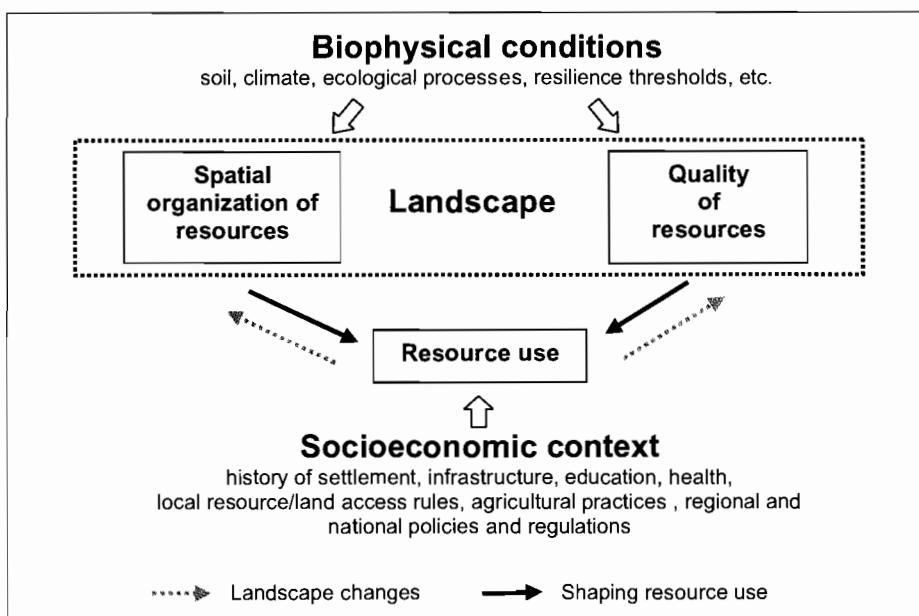 Biophysical conditions
soil, climate, ecological processes, resilience thresholds, etc.
Spatial
organization of
resources
Landscape
Quality
of
resources
Resource use
Socioeconomic context
history of settlement, infrastructure, education, health,
local resource/land access rules, agricultural practices , regional and
national policies and regulations
Landscape changes
Shaping resource use